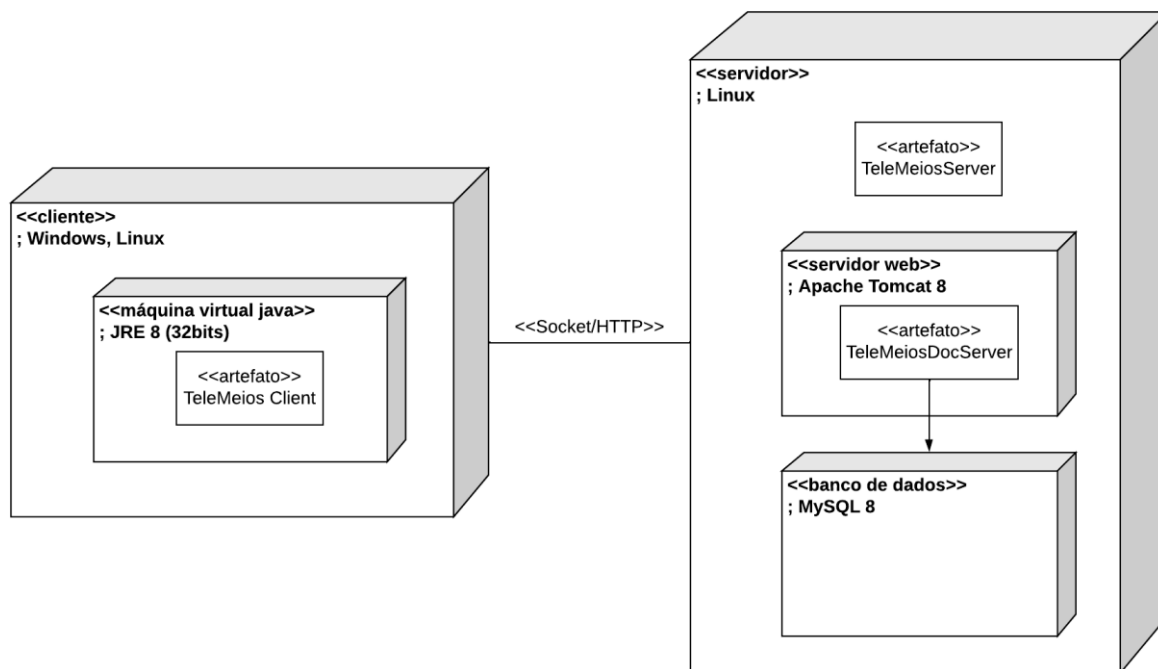 <<cliente>>
; Windows, Linux
<<máquina virtual java>>
; JRE 8 (32bits)
<<artefato>>
TeleMeios Client
<<Socket/HTTP>>
<<servidor>>
; Linux
<<artefato>>
TeleMeiosServer
<<servidor web>>
; Apache Tomcat 8
<<artefato>>
TeleMeiosDocServer
<<banco de dados>>
; MySQL 8